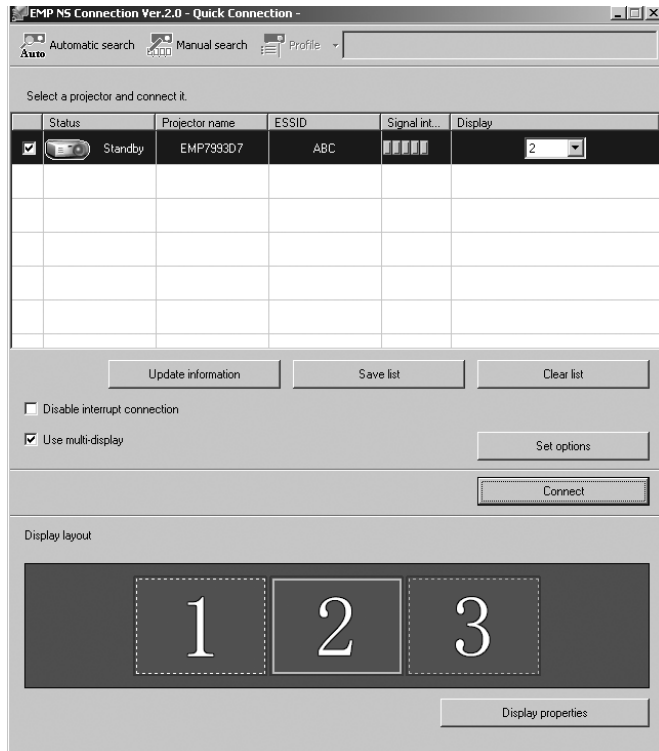 EMP NS Connection Ver.2.0 - Quick Connection -
Auto Automatic search Manual search Profile
Select a projector and connect it.
Status Projector name ESSID Signal int... Display
Standby EMP7993D7 ABC 2
Update information Save list Clear list
Disable interrupt connection
Use multi-display
Set options
Connect
Display layout
1 2 3
Display properties